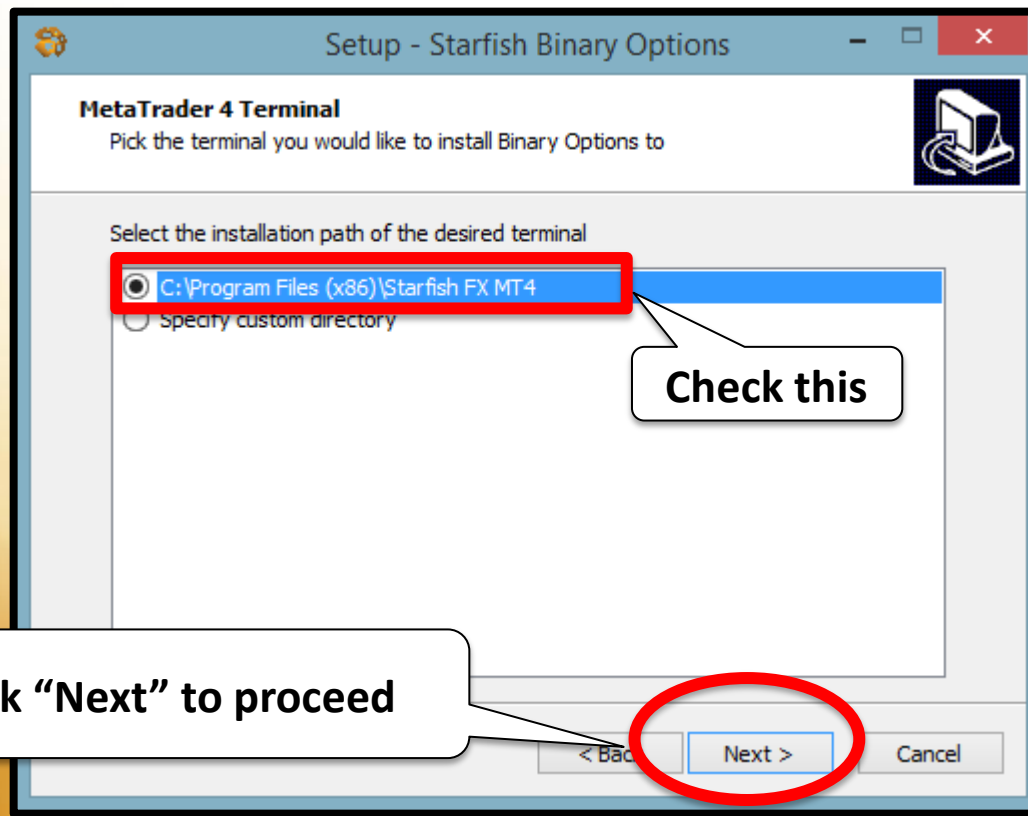 Setup - Starfish Binary Options
MetaTrader 4 Terminal
Pick the terminal you would like to install Binary Options to
Select the installation path of the desired terminal
C:\Program Files (x86)\Starfish FX MT4
Specify custom directory
Check this
“Next” to proceed
Next >
Cancel